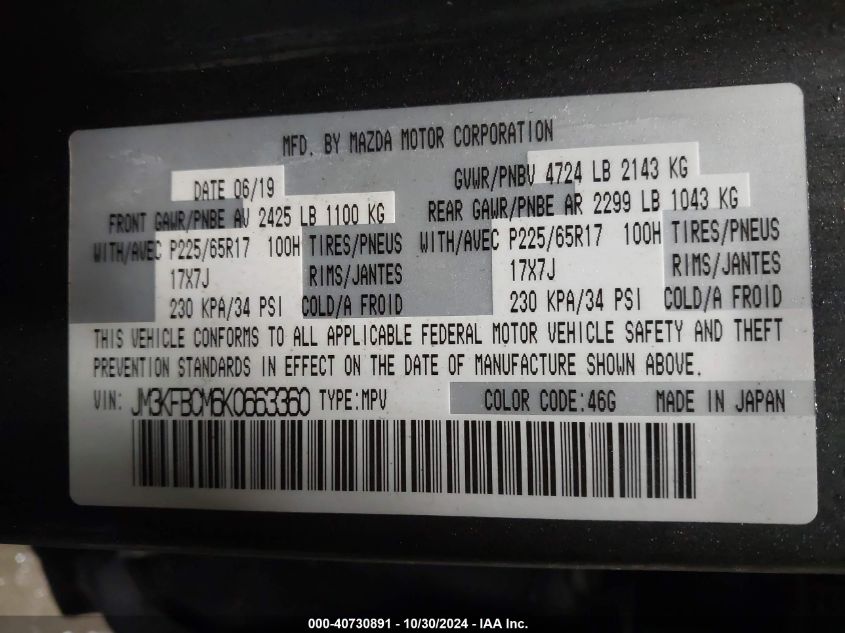 MFD. BY MAZDA MOTOR CORPORATION
DATE 06/19 GVWR/PNBV 4724 LB 2143 KG
FRONT GAWR/PNBE AV 2425 LB 1100 KG REAR GAWR/PNBE AR 2299 LB 1043 KG
WITH/AVEC P225/65R17 100H TIRES/PNEUS WITH/AVEC P225/65R17 100H TIRES/PNEUS
17X7J RIMS/JANTES 17X7J RIMS/JANTES
230 KPA/34 PSI COLD/A FROID 230 KPA/34 PSI COLD/A FROID
THIS VEHICLE CONFORMS TO ALL APPLICABLE FEDERAL MOTOR VEHICLE SAFETY AND THEFT
PREVENTION STANDARDS IN EFFECT ON THE DATE OF MANUFACTURE SHOWN ABOVE.
VIN: JM3KFBCM6K0663360 TYPE:MPV COLOR CODE:46G MADE IN JAPAN
000-40730891 - 10/30/2024 - IAA Inc.